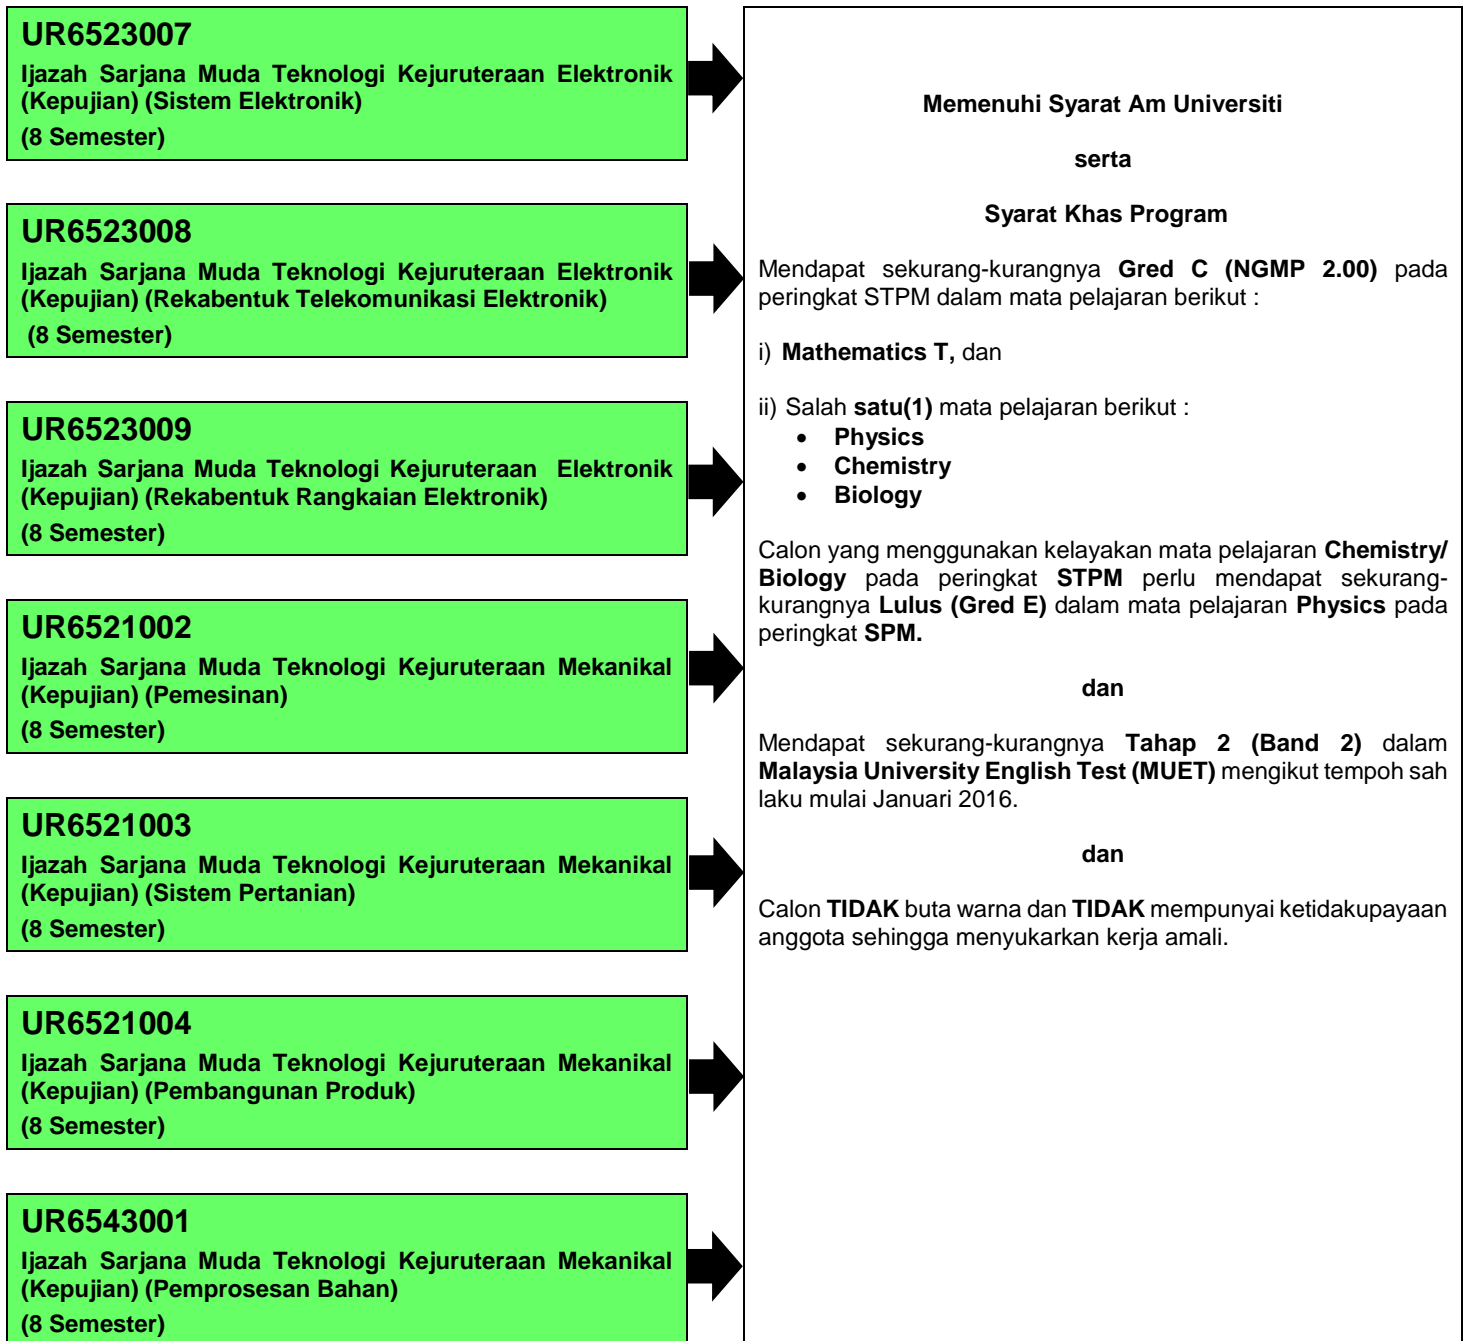 UR6523007
Ijazah Sarjana Muda Teknologi Kejuruteraan Elektronik
(Kepujian) (Sistem Elektronik)
(8 Semester)
UR6523008
Ijazah Sarjana Muda Teknologi Kejuruteraan Elektronik
(Kepujian) (Rekabentuk Telekomunikasi Elektronik)
(8 Semester)
UR6523009
Ijazah Sarjana Muda Teknologi Kejuruteraan Elektronik
(Kepujian) (Rekabentuk Rangkaian Elektronik)
(8 Semester)
UR6521002
Ijazah Sarjana Muda Teknologi Kejuruteraan Mekanikal
(Kepujian) (Pemesinan)
(8 Semester)
UR6521003
Ijazah Sarjana Muda Teknologi Kejuruteraan Mekanikal
(Kepujian) (Sistem Pertanian)
(8 Semester)
UR6521004
Ijazah Sarjana Muda Teknologi Kejuruteraan Mekanikal
(Kepujian) (Pembangunan Produk)
(8 Semester)
UR6543001
Ijazah Sarjana Muda Teknologi Kejuruteraan Mekanikal
(Kepujian) (Pemprosesan Bahan)
(8 Semester)
Memenuhi Syarat Am Universiti
serta
Syarat Khas Program
Mendapat sekurang-kurangnya Gred C (NGMP 2.00) pada
peringkat STPM dalam mata pelajaran berikut :
i) Mathematics T, dan
ii) Salah satu(1) mata pelajaran berikut :
• Physics
• Chemistry
• Biology
Calon yang menggunakan kelayakan mata pelajaran Chemistry/
Biology pada peringkat STPM perlu mendapat sekurang-
kurangnya Lulus (Gred E) dalam mata pelajaran Physics pada
peringkat SPM.
dan
Mendapat sekurang-kurangnya Tahap 2 (Band 2) dalam
Malaysia University English Test (MUET) mengikut tempoh sah
laku mulai Januari 2016.
dan
Calon TIDAK buta warna dan TIDAK mempunyai ketidakupayaan
anggota sehingga menyukarkan kerja amali.